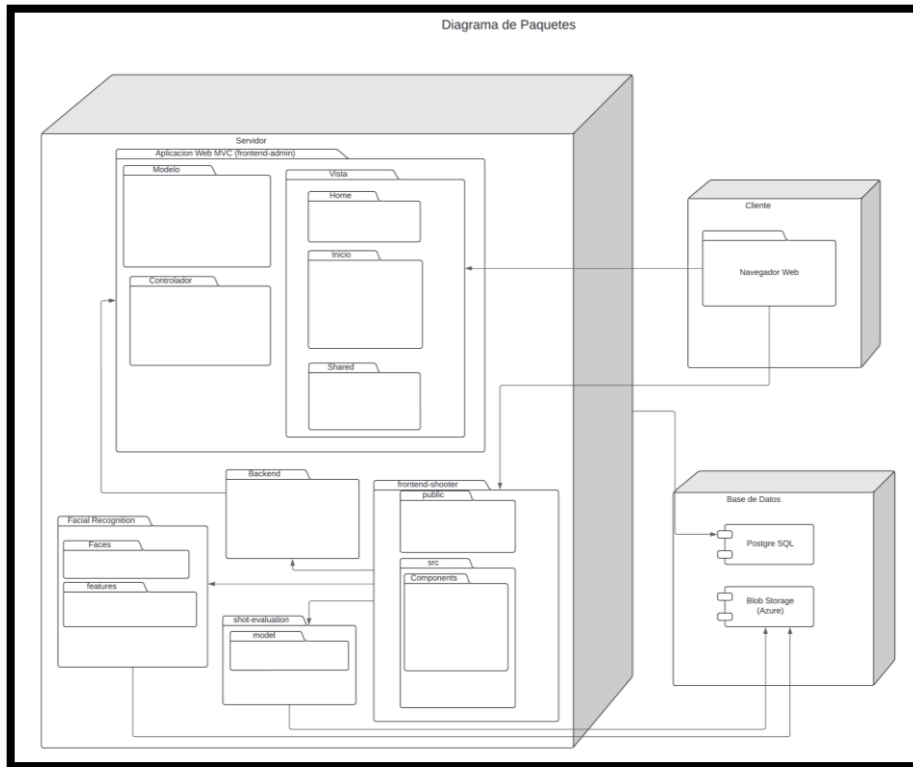 Diagrama de Paquetes
Servidor
Aplicacion Web MVC (frontend-admin)
Modelo
Vista
Home
Inicio
Controlador
Shared
Backend
frontend-shooter
public
Facial Recognition
Faces
features
src
Components
shot-evaluation
model
Cliente
Navegador Web
Base de Datos
Postgre SQL
Blob Storage
(Azure)